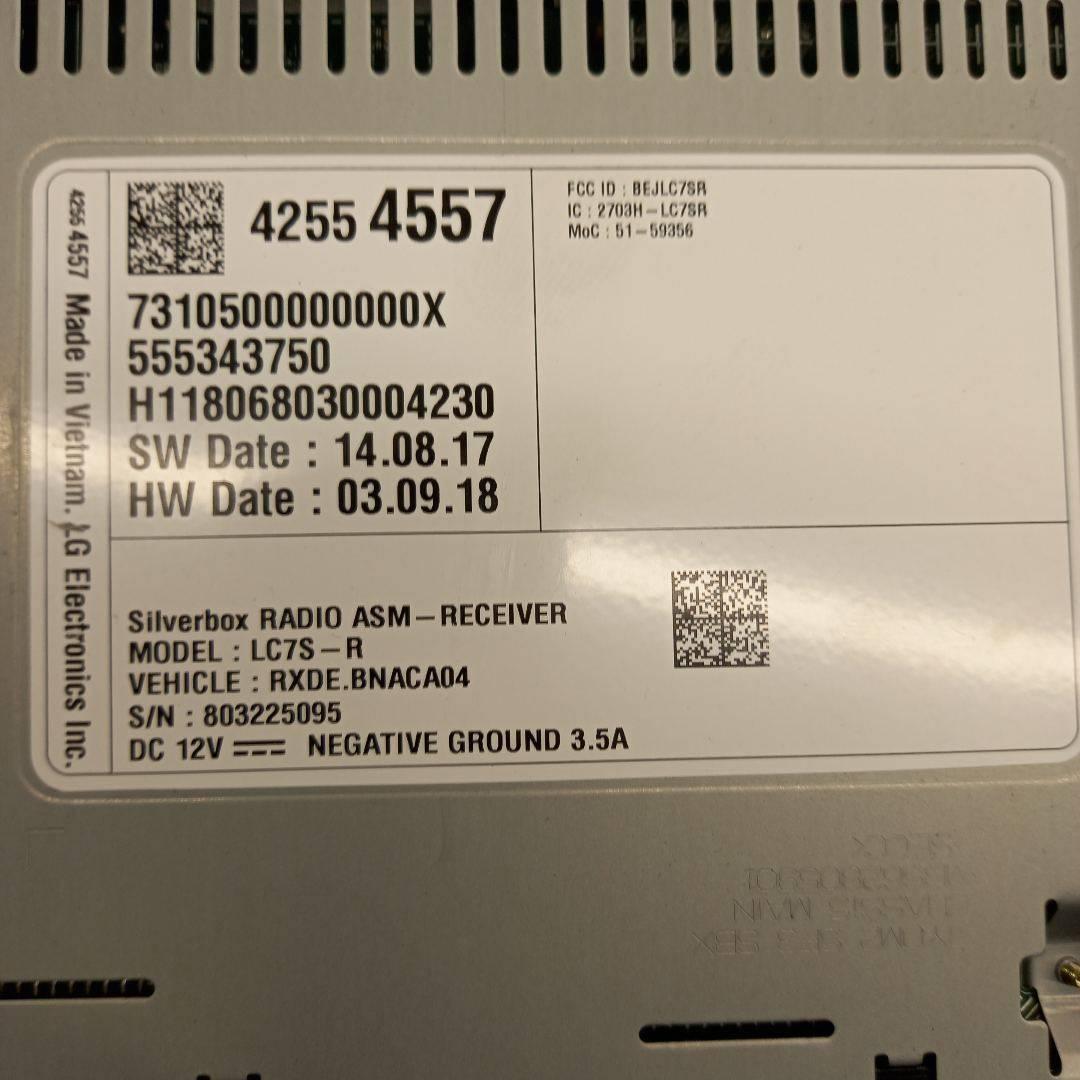 4255 4557 Made in Vietnam. LG Electronics Inc.
4255 4557
7310500000000X
555343750
H118068030004230
SW Date : 14.08.17
HW Date : 03.09.18
FCC ID : BEJLC7SR
IC : 2703H-LC7SR
MoC : 51-59356
Silverbox RADIO ASM-RECEIVER
MODEL : LC7S-R
VEHICLE : RXDE.BNACA04
S/N : 803225095
DC 12V NEGATIVE GROUND 3.5A
MAIN